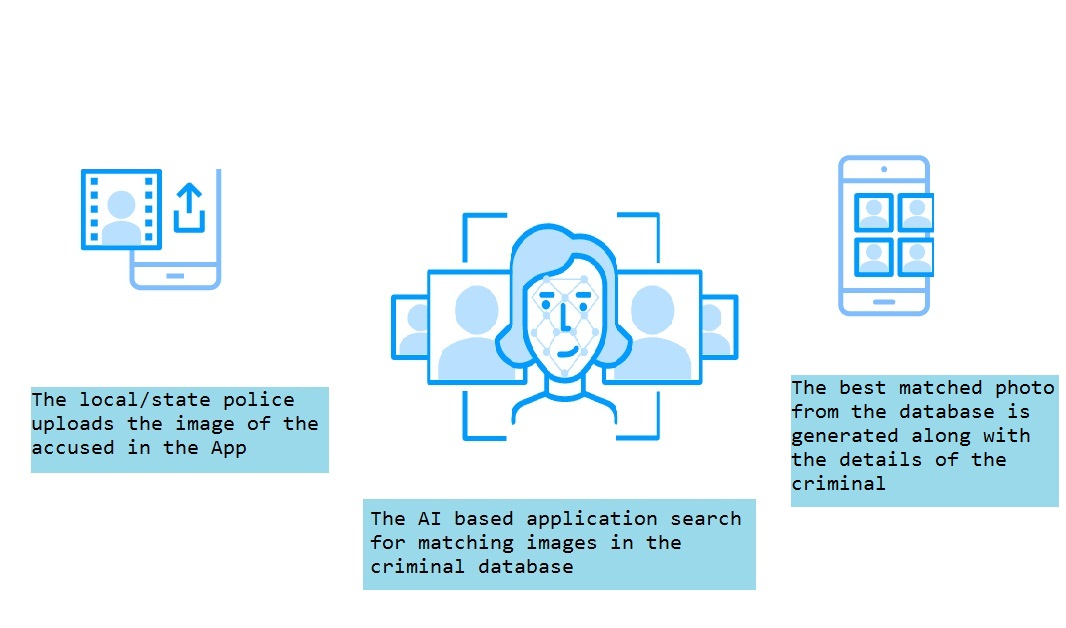 The local/state police
uploads the image of the
accused in the App
The AI based application search
for matching images in the
criminal database
The best matched photo
from the database is
generated along with
the details of the
criminal